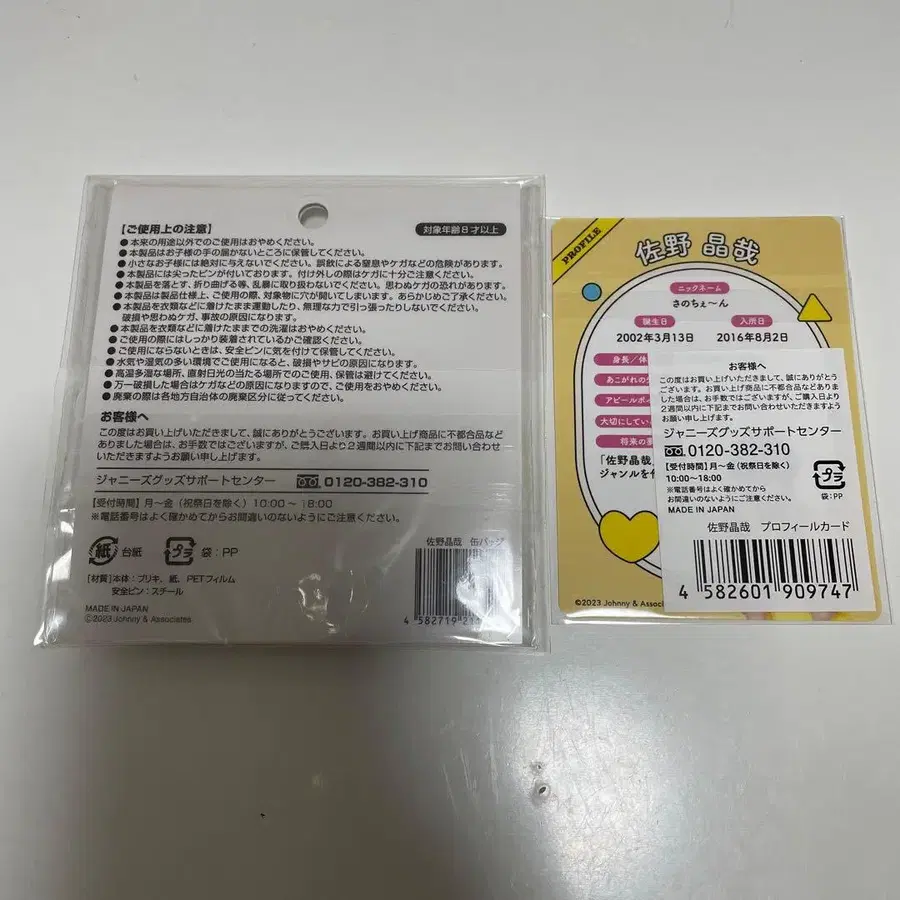 【ご使用上の注意】
対象年齢8才以上
●本来の用途以外でのご使用はおやめください。
●本製品はお子様の手の届かないところに保管してください。
●小さなお子様には絶対に与えないでください。誤飲による窒息やケガなどの危険があります。
●本製品には尖ったピンが付いております。付け外しの際はケガに十分ご注意ください。
●本製品を落とす、折り曲げる等、乱暴に取り扱わないでください。思わぬケガの恐れがあります。
●本製品は製品仕様上、ご使用の際、対象物に穴が開いてしまいます。あらかじめご了承ください。
●本製品を衣類などに着けたまま運動したり、無理な力で引っ張ったりしないでください。
破損や思わぬケガ、事故の原因になります。
●本製品を衣類などに着けたままでの洗濯はおやめください。
●ご使用の際にはしっかり装着されているかご確認ください。
●ご使用にならないときは、安全ピンに気を付けて保管してください。
●水気や湿気の多い環境でご使用になると、破損やサビの原因になります。
●高温多湿な場所、直射日光の当たる場所でのご使用、保管は避けてください。
●万一破損した場合はケガなどの原因になりますので、ご使用をおやめください。
●廃棄の際は各地方自治体の廃棄区分に従ってください。
お客様へ
この度はお買い上げいただきまして、誠にありがとうございます。お買い上げ商品に不都合品など
ありました場合は、お手数ではございますが、ご購入日より2週間以内に下記までお問い合わせ
いただきますようお願い申し上げます。
ジャニーズグッズサポートセンター 0120-382-310
【受付時間】月〜金(祝祭日を除く)10:00〜18:00
※電話番号はよく確かめてからお間違いのないようにご注意ください。
紙 台紙 プラ 袋:PP
[材質]本体:ブリキ、紙、PETフィルム
安全ピン:スチール
MADE IN JAPAN
©2023 Johnny & Associates
佐野晶哉 缶バッジ
4 582719 21
PROFILE
佐野 晶哉
ニックネーム
さのちぇ〜ん
誕生日 入所日
2002年3月13日 2016年8月2日
身長/体
あこがれの
アピールポイ
大切にしてい
将来の
「佐野晶哉
ジャンルを
©2023 Johnny & Associa
お客様へ
この度はお買い上げいただきまして、誠にありがとう
ございます。お買い上げ商品に不都合品などありまし
た場合は、お手数ではございますが、ご購入日より
2週間以内に下記までお問い合わせいただきますよう
お願い申し上げます。
ジャニーズグッズサポートセンター
0120-382-310
【受付時間】月〜金(祝祭日を除く)
10:00〜18:00
※電話番号はよく確かめてから
お間違いのないようにご注意ください。
MADE IN JAPAN
プラ
袋:PP
佐野晶哉 プロフィールカード
4 582601 909747